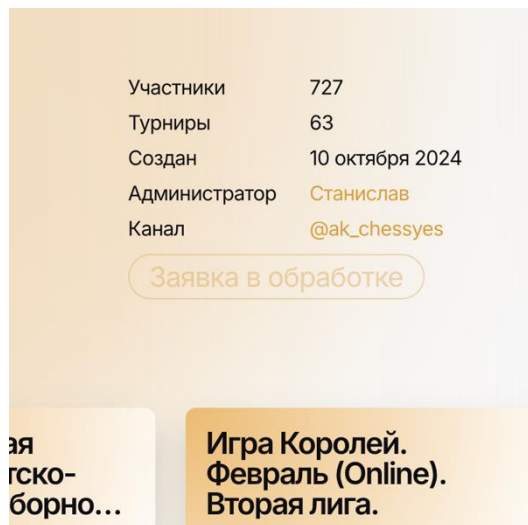 Участники 727
Турниры 63
Создан 10 октября 2024
Администратор Станислав
Канал @ak_chessyes
Заявка в обработке
ая
тско-
борно...
Игра Королей.
Февраль (Online).
Вторая лига.